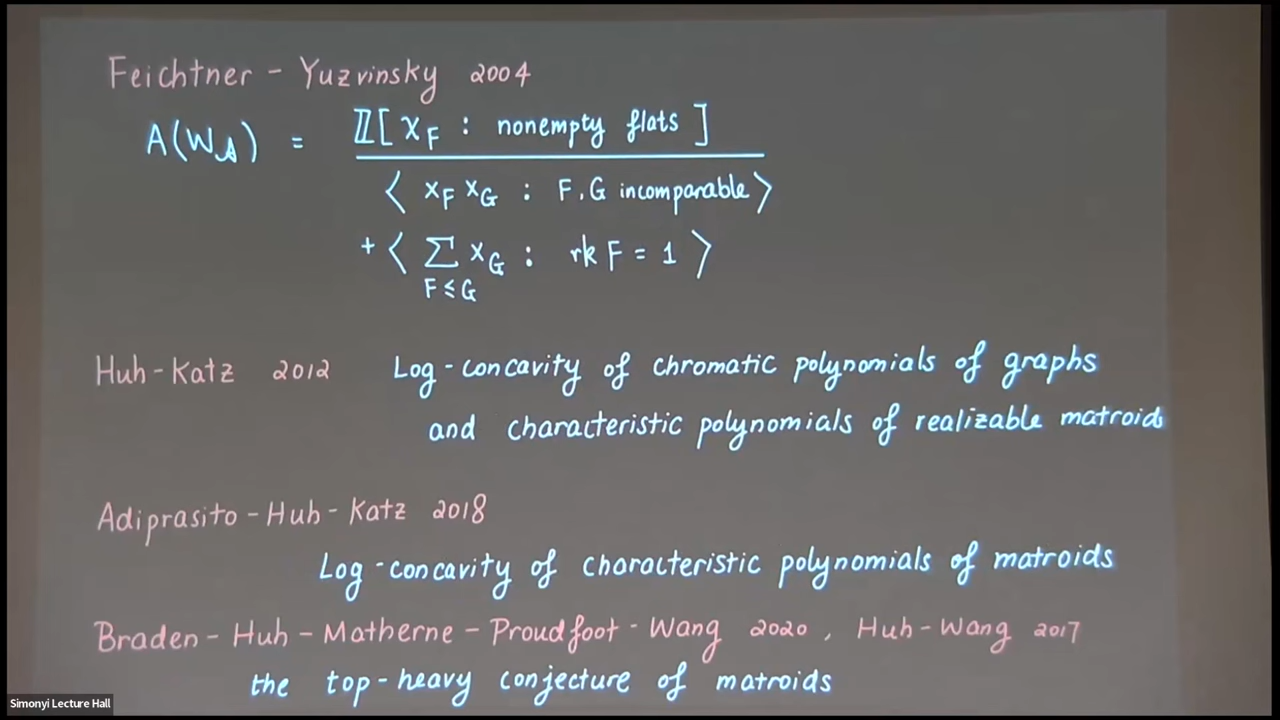 Feichtner - Yuzvinsky 2004
A(W_A) = ℤ[ x_F : nonempty flats ]
⟨ x_F x_G : F, G incomparable ⟩
+ ⟨ ∑ x_G : rk F = 1 ⟩
F ≤ G
Huh-Katz 2012 Log-concavity of chromatic polynomials of graphs
and characteristic polynomials of realizable matroids
Adiprasito-Huh-Katz 2018
Log-concavity of characteristic polynomials of matroids
Braden-Huh-Matherne-Proudfoot-Wang 2020, Huh-Wang 2017
the top-heavy conjecture of matroids
Simonyi Lecture Hall